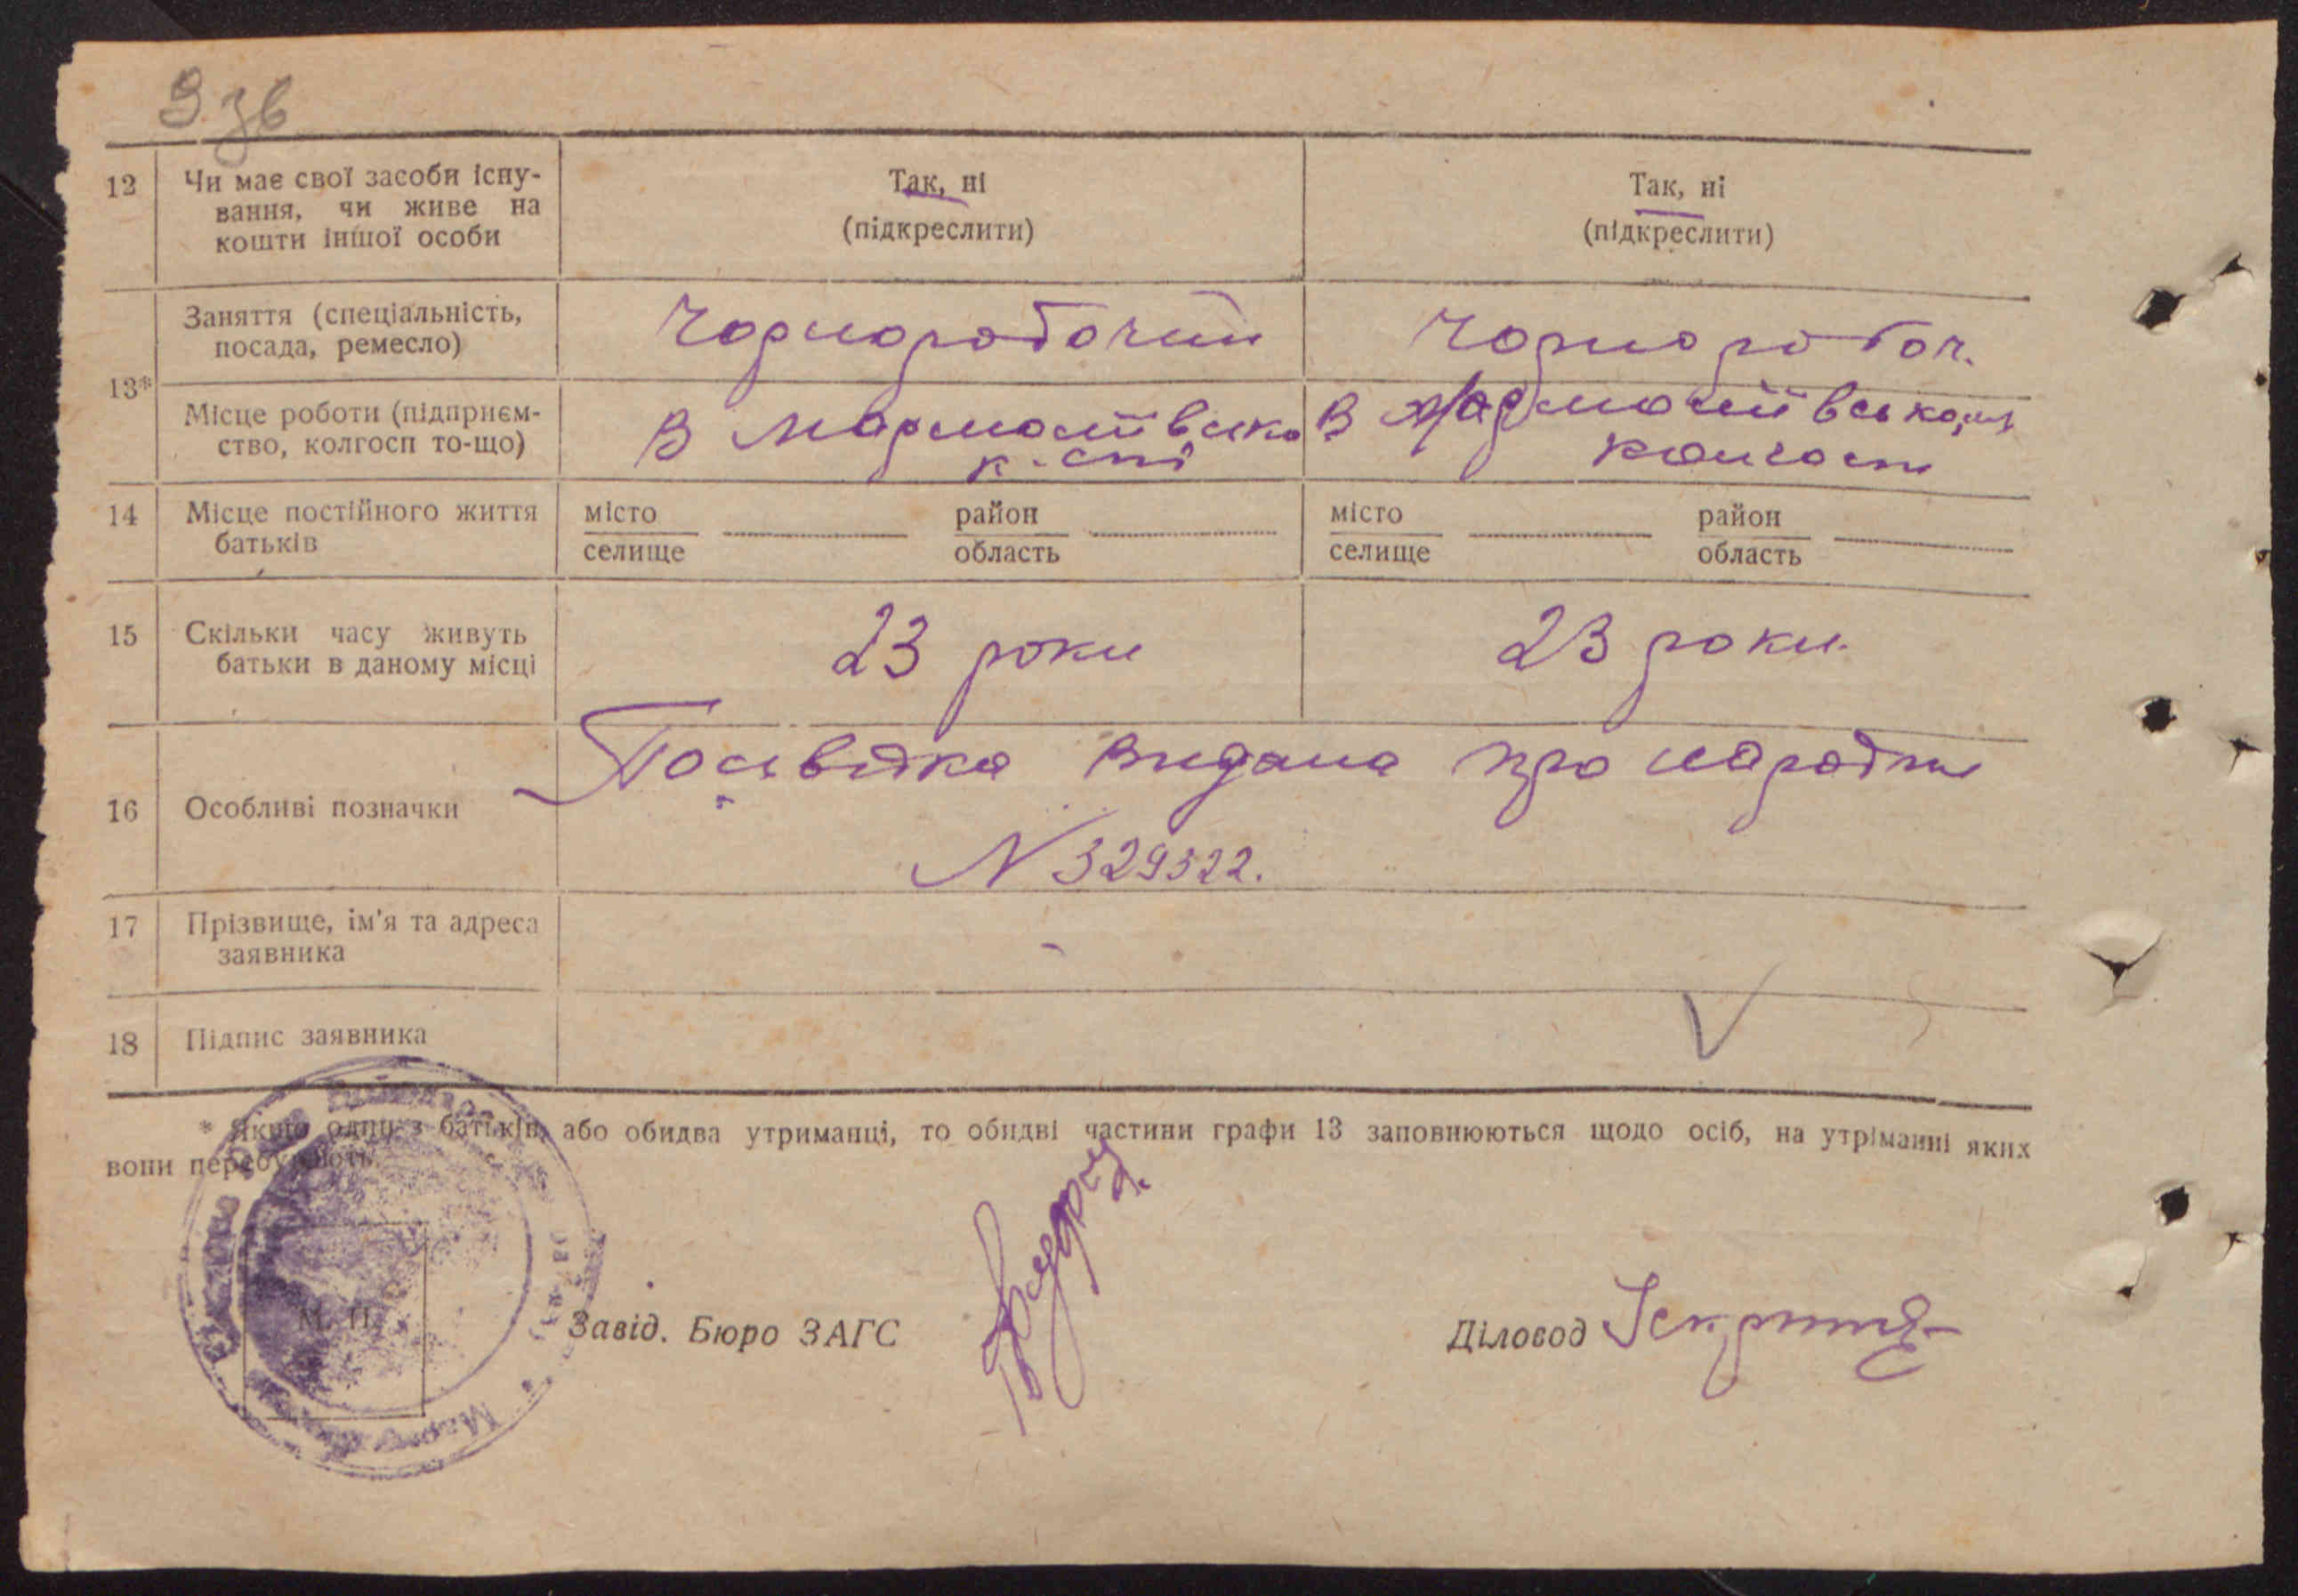 3 зв
12 Чи має свої засоби існу-
вання, чи живе на
кошти іншої особи
Так, ні
(підкреслити)
Так, ні
(підкреслити)
13*
Заняття (спеціальність,
посада, ремесло)
Чорноробочий
Чорноробоч.
Місце роботи (підприєм-
ство, колгосп то-що)
В
к-спі
В
колгоспі
14 Місце постійного життя
батьків
місто
селище
район
область
місто
селище
район
область
15 Скільки часу живуть
батьки в даному місці
23 роки
23 роки.
16 Особливі позначки
Посвідка видана про
N 329322.
17 Прізвище, ім'я та адреса
заявника
18 Підпис заявника
* Якщо один з батьків, або обидва утриманці, то обидві частини графи 13 заповнюються щодо осіб, на утріманні яких
вони перебувають.
М. П.
Завід. Бюро ЗАГС
Діловод